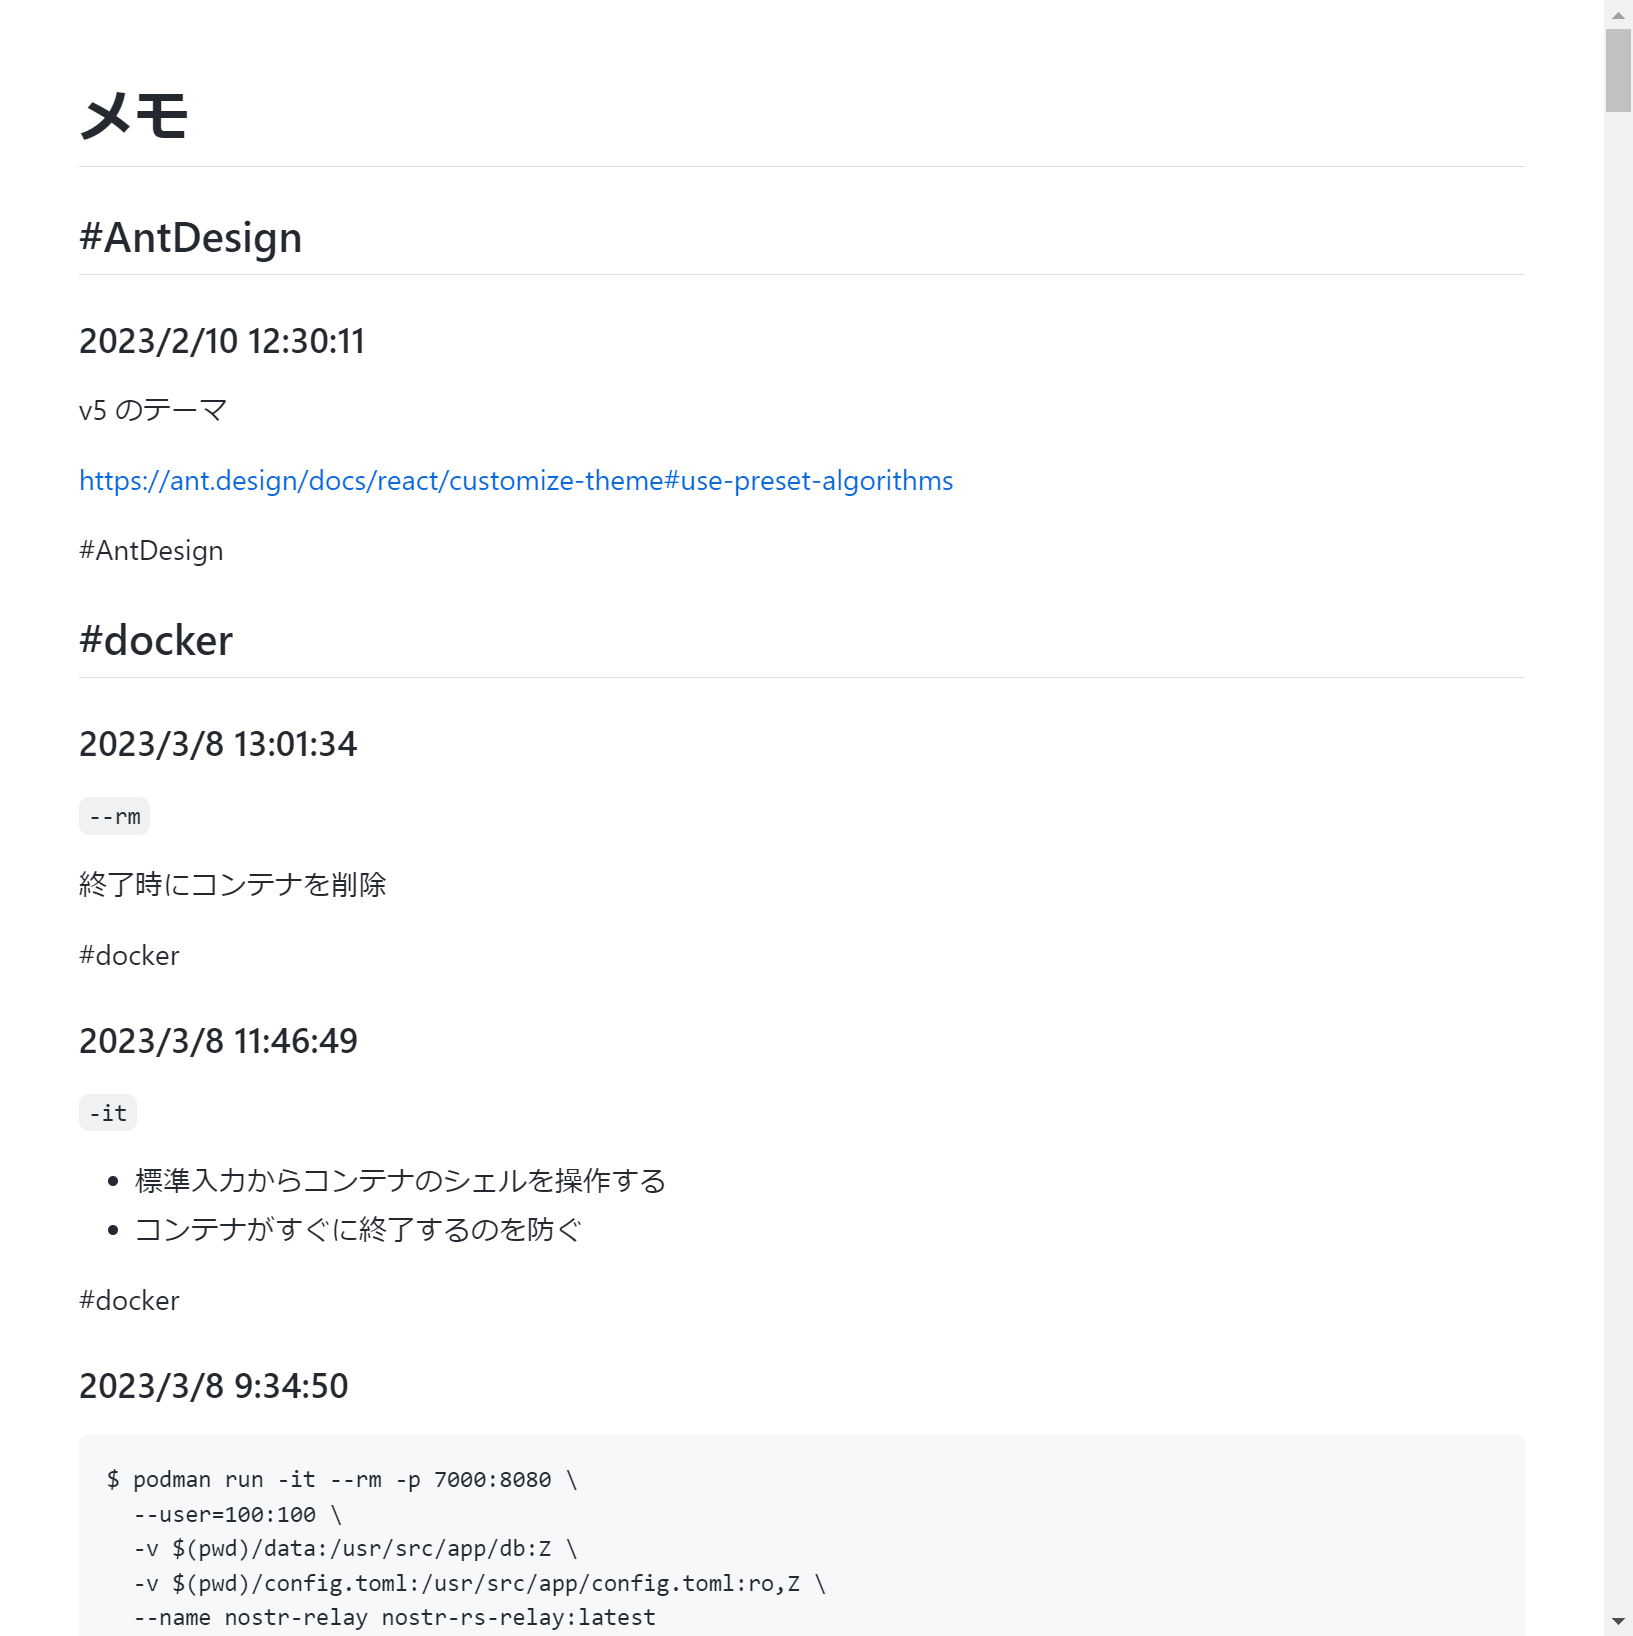 メモ
#AntDesign
2023/2/10 12:30:11
v5 のテーマ
https://ant.design/docs/react/customize-theme#use-preset-algorithms
#AntDesign
#docker
2023/3/8 13:01:34
--rm
終了時にコンテナを削除
#docker
2023/3/8 11:46:49
-it
• 標準入力からコンテナのシェルを操作する
• コンテナがすぐに終了するのを防ぐ
#docker
2023/3/8 9:34:50
$ podman run -it --rm -p 7000:8080 \
  --user=100:100 \
  -v $(pwd)/data:/usr/src/app/db:Z \
  -v $(pwd)/config.toml:/usr/src/app/config.toml:ro,Z \
  --name nostr-relay nostr-rs-relay:latest